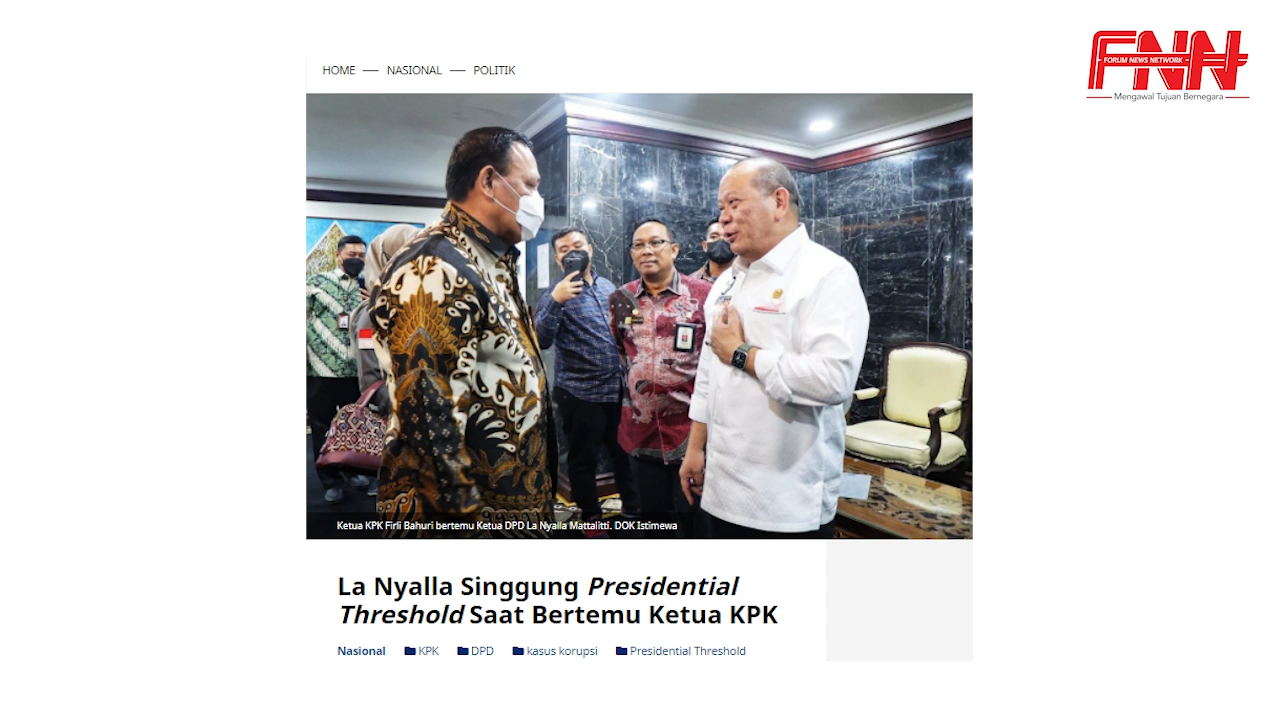 HOME — NASIONAL — POLITIK
FNN
FORUM NEWS NETWORK
Mengawal Tujuan Bernegara
Ketua KPK Firli Bahuri bertemu Ketua DPD La Nyalla Mattalitti. DOK Istimewa
La Nyalla Singgung Presidential
Threshold Saat Bertemu Ketua KPK
Nasional KPK DPD kasus korupsi Presidential Threshold